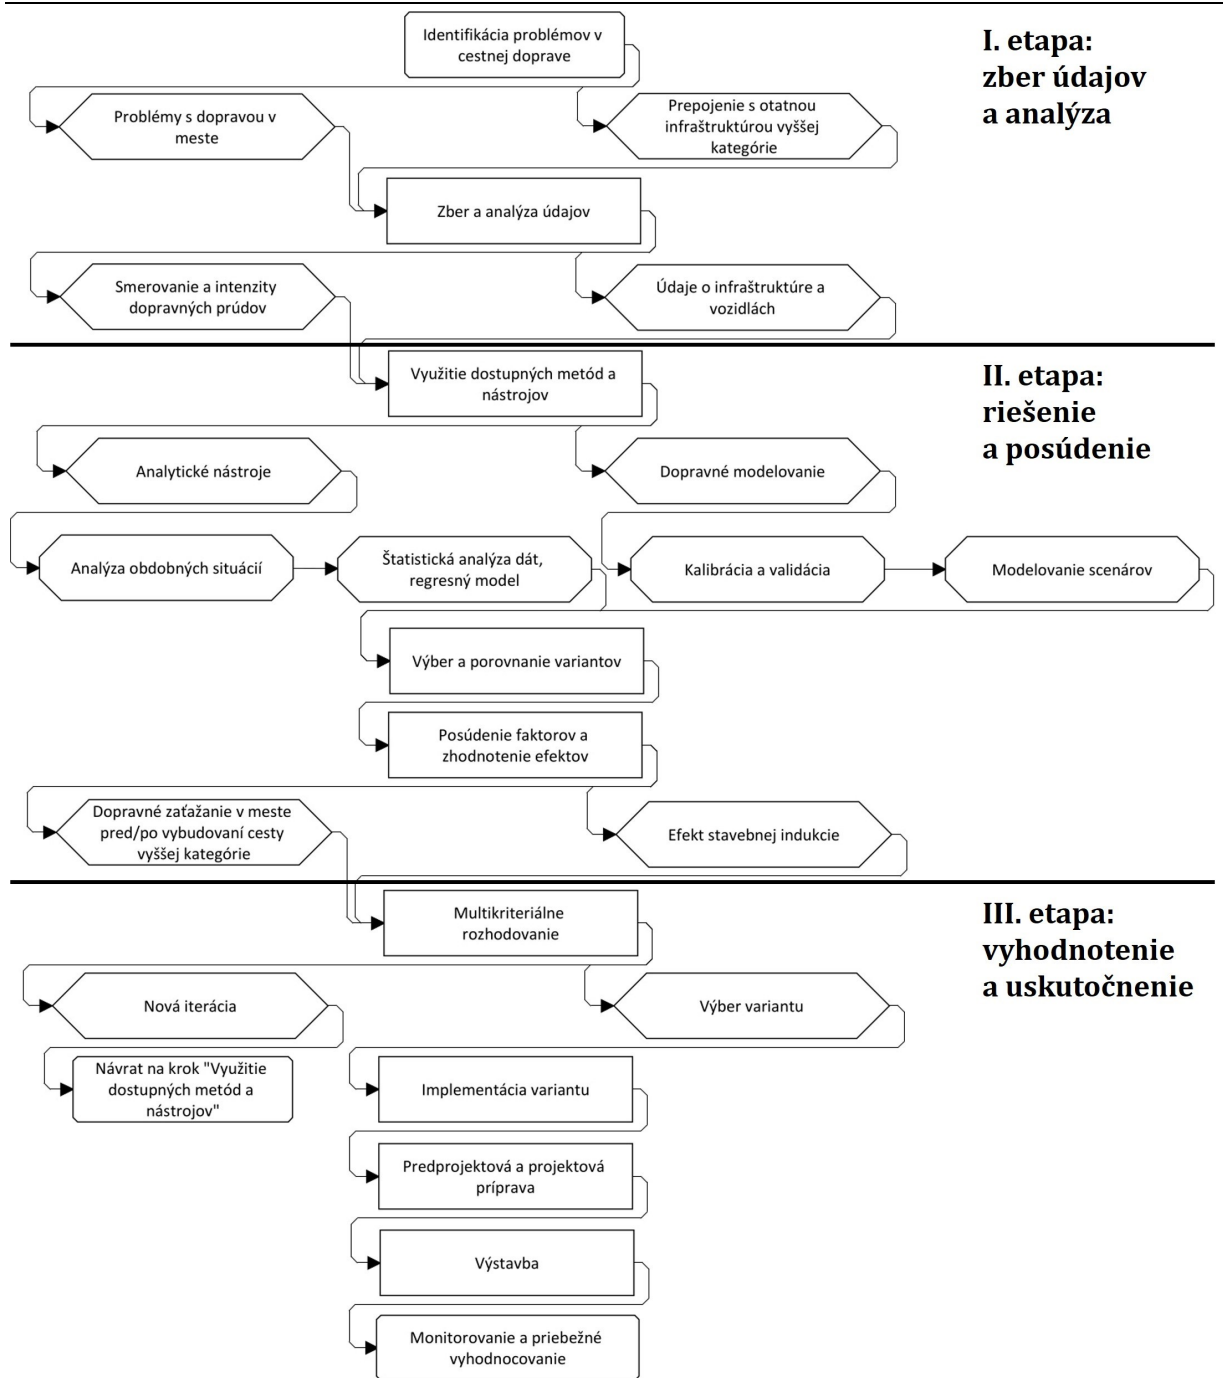 Identifikácia problémov v
cestnej doprave
I. etapa:
zber údajov
a analýza
Problémy s dopravou v
meste
Prepojenie s otatnou
infraštruktúrou vyššej
kategórie
Zber a analýza údajov
Smerovanie a intenzity
dopravných prúdov
Údaje o infraštruktúre a
vozidlách
II. etapa:
riešenie
a posúdenie
Využitie dostupných metód a
nástrojov
Analytické nástroje
Dopravné modelovanie
Analýza obdobných situácií
Štatistická analýza dát,
regresný model
Kalibrácia a validácia
Modelovanie scenárov
Výber a porovnanie variantov
Posúdenie faktorov a
zhodnotenie efektov
Dopravné zaťažanie v meste
pred/po vybudovaní cesty
vyššej kategórie
Efekt stavebnej indukcie
III. etapa:
vyhodnotenie
a uskutočnenie
Multikriteriálne
rozhodovanie
Nová iterácia
Výber variantu
Návrat na krok "Využitie
dostupných metód a
nástrojov"
Implementácia variantu
Predprojektová a projektová
príprava
Výstavba
Monitorovanie a priebežné
vyhodnocovanie